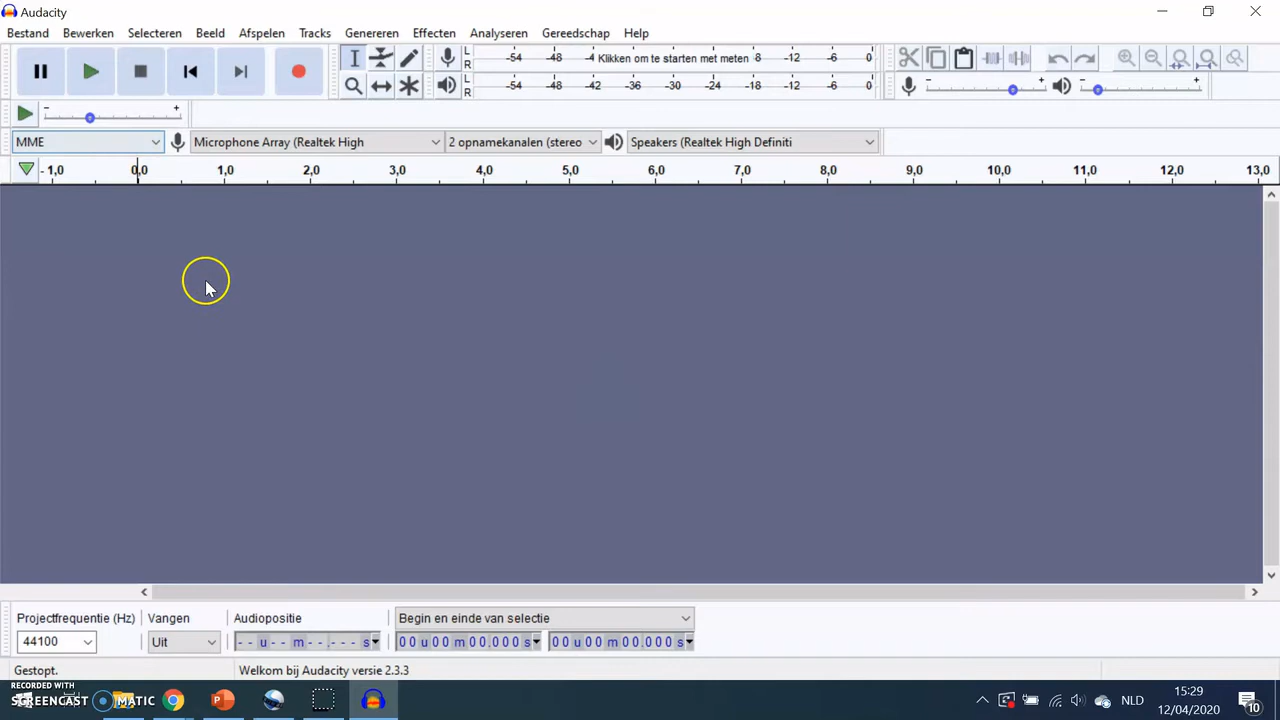 Audacity
Bestand Bewerken Selecteren Beeld Afspelen Tracks Genereren Effecten Analyseren Gereedschap Help
L R -54 -48 -4 Klikken om te starten met meten 8 -12 -6 0
L R -54 -48 -42 -36 -30 -24 -18 -12 -6 0
MME Microphone Array (Realtek High 2 opnamekanalen (stereo Speakers (Realtek High Definiti
- 1,0 0,0 1,0 2,0 3,0 4,0 5,0 6,0 7,0 8,0 9,0 10,0 11,0 12,0 13,0
Projectfrequentie (Hz) Vangen Audiopositie Begin en einde van selectie
44100 Uit - - u - - m - - . - - - s 00 u 00 m 00.000 s 00 u 00 m 00.000 s
Gestopt. Welkom bij Audacity versie 2.3.3
RECORDED WITH
SCREENCAST MATIC
NLD 15:29
12/04/2020 10